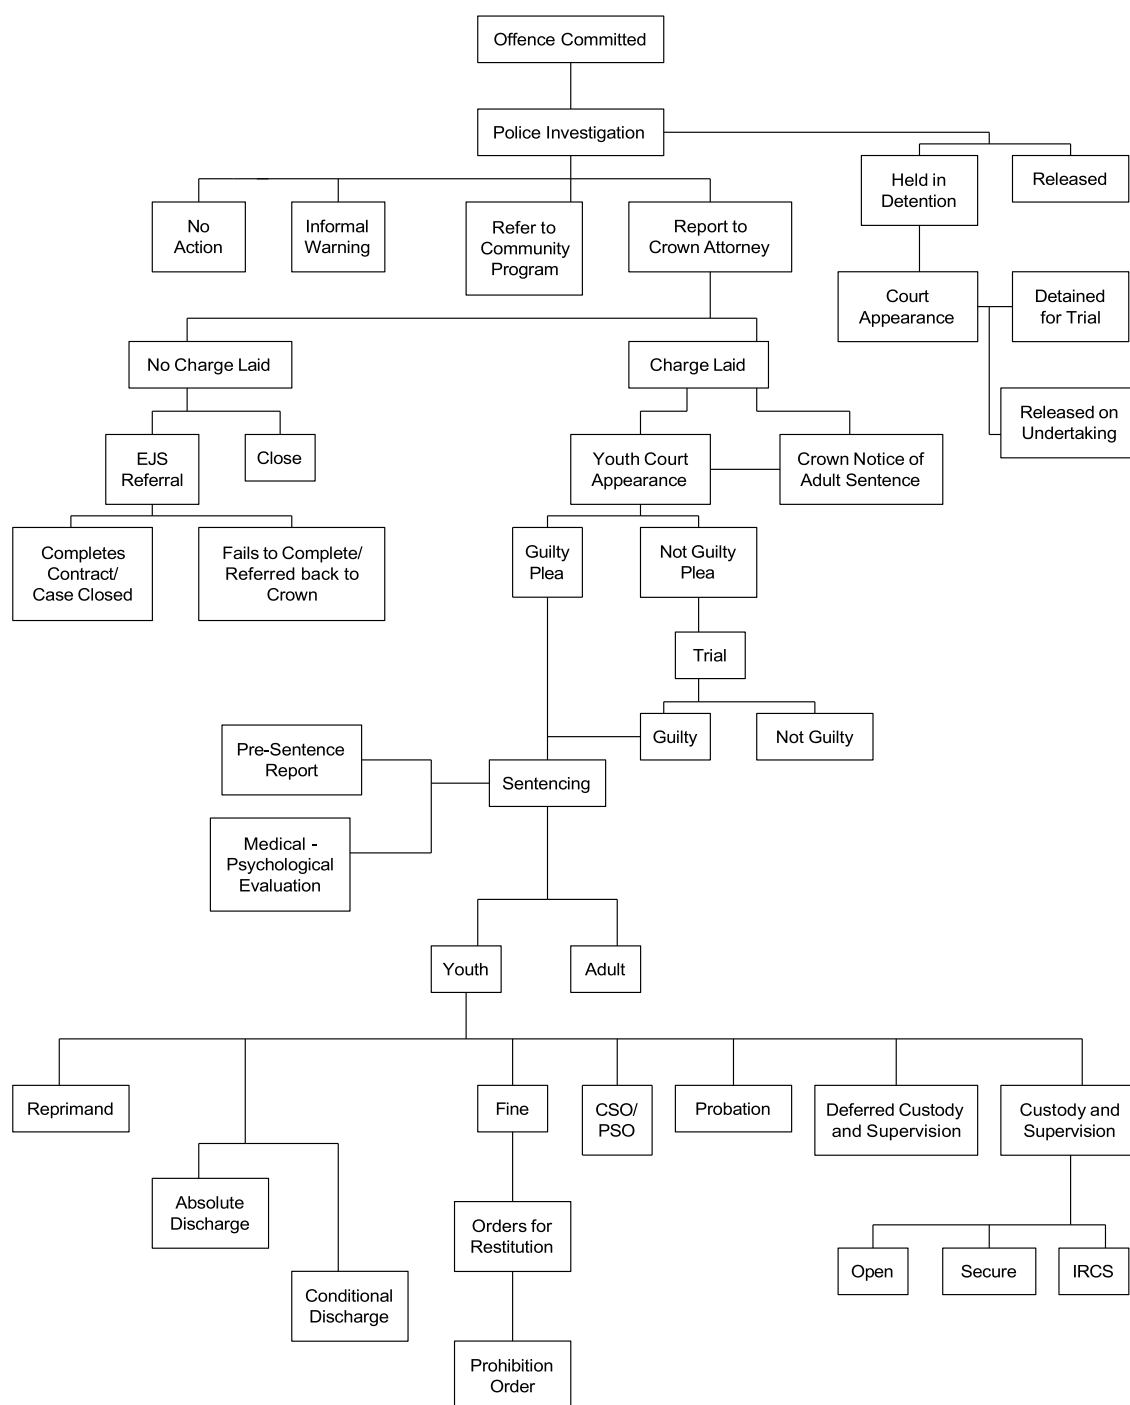 Offence Committed
Police Investigation
Held in
Detention
Released
No
Action
Informal
Warning
Refer to
Community
Program
Report to
Crown Attorney
Court
Appearance
Detained
for Trial
No Charge Laid
Charge Laid
Released on
Undertaking
EJS
Referral
Close
Youth Court
Appearance
Crown Notice of
Adult Sentence
Completes
Contract/
Case Closed
Fails to Complete/
Referred back to
Crown
Guilty
Plea
Not Guilty
Plea
Trial
Guilty
Not Guilty
Pre-Sentence
Report
Sentencing
Medical -
Psychological
Evaluation
Youth
Adult
Reprimand
Fine
CSO/
PSO
Probation
Deferred Custody
and Supervision
Custody and
Supervision
Absolute
Discharge
Orders for
Restitution
Open
Secure
IRCS
Conditional
Discharge
Prohibition
Order